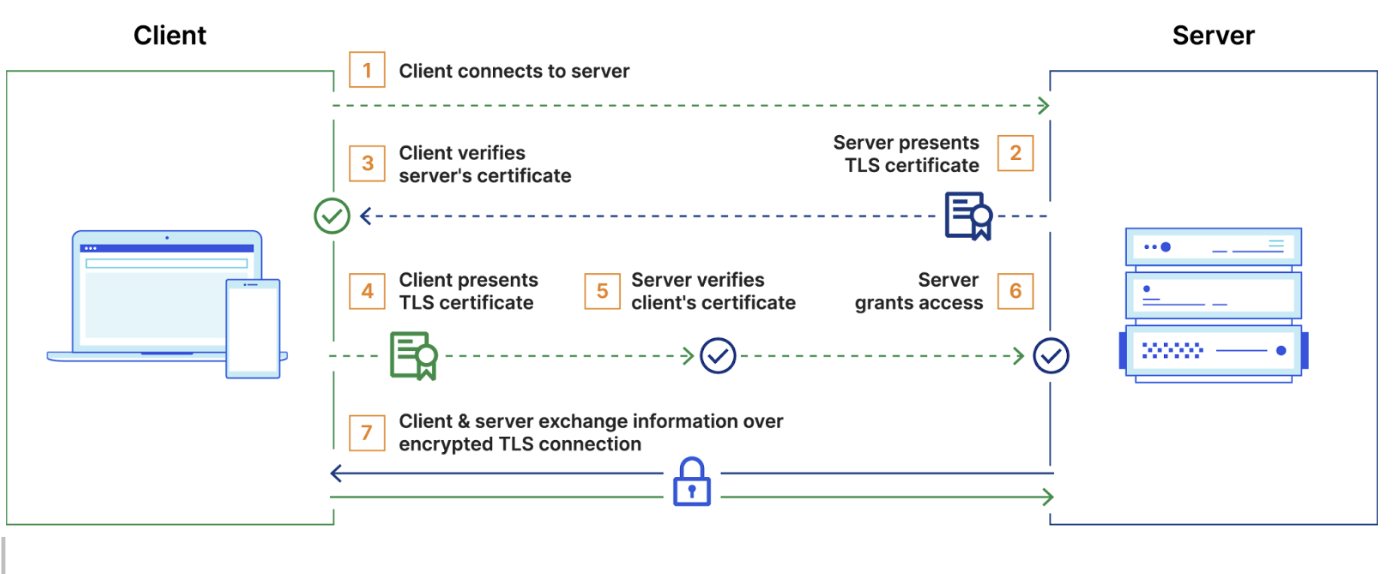 Client
Server
1
Client connects to server
3
Client verifies
server's certificate
Server presents
TLS certificate
2
4
Client presents
TLS certificate
5
Server verifies
client's certificate
Server
grants access
6
7
Client & server exchange information over
encrypted TLS connection